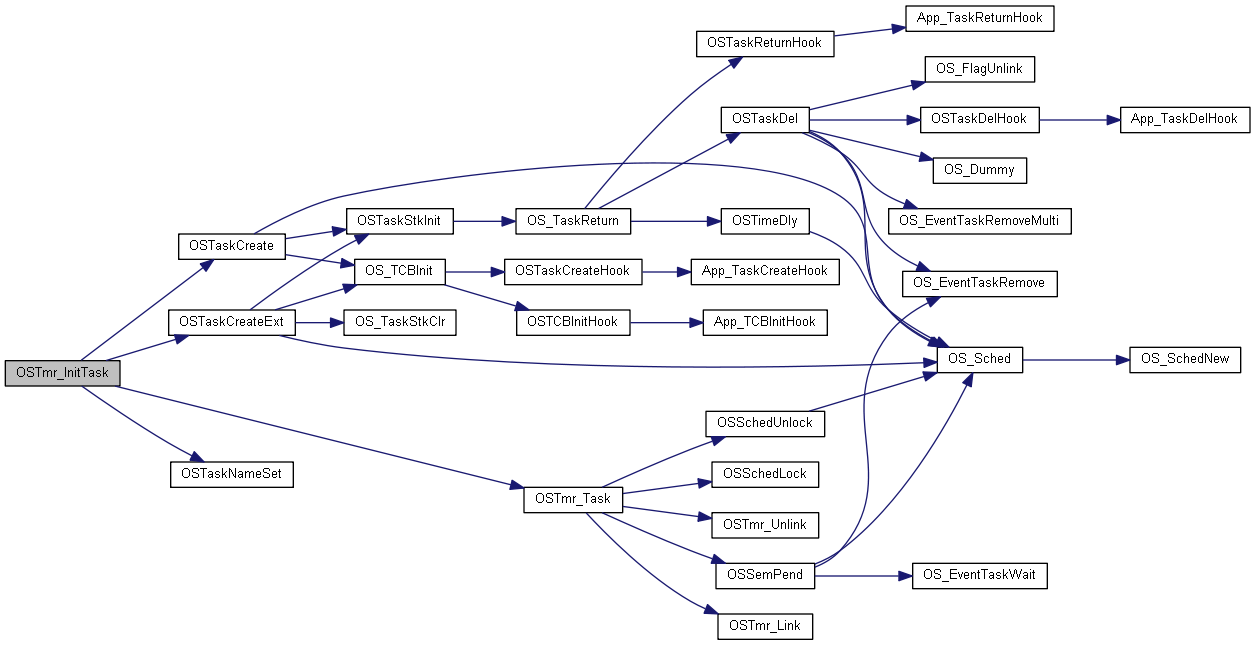 App_TaskReturnHook
OSTaskReturnHook
OS_FlagUnlink
OSTaskDel
OSTaskDelHook
App_TaskDelHook
OS_Dummy
OSTaskStkInit
OS_TaskReturn
OSTimeDly
OS_EventTaskRemoveMulti
OSTaskCreate
OS_TCBInit
OSTaskCreateHook
App_TaskCreateHook
OS_EventTaskRemove
OSTaskCreateExt
OS_TaskStkClr
OSTCBInitHook
App_TCBInitHook
OSTmr_InitTask
OS_Sched
OS_SchedNew
OSSchedUnlock
OSTaskNameSet
OSSchedLock
OSTmr_Task
OSTmr_Unlink
OSSemPend
OS_EventTaskWait
OSTmr_Link